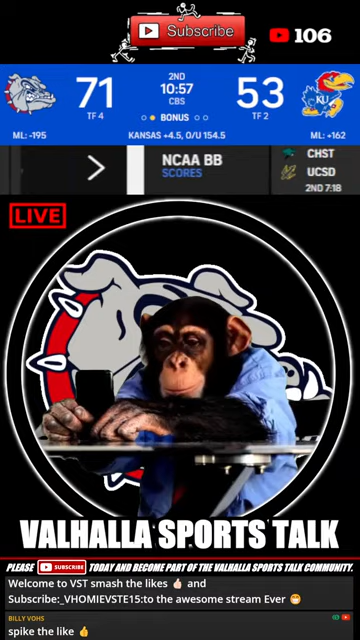 Subscribe
106
71
TF 4
2ND
10:57
CBS
BONUS
53
TF 2
KU
ML: -195
KANSAS +4.5, O/U 154.5
ML: +162
NCAA BB
SCORES
CHST
UCSD
2ND 7:18
LIVE
VALHALLA SPORTS TALK
PLEASE SUBSCRIBE TODAY AND BECOME PART OF THE VALHALLA SPORTS TALK COMMUNITY.
Welcome to VST smash the likes 👍🏻 and
Subscribe:_VHOMIEVSTE15:to the awesome stream Ever 😁
BILLY VOHS
spike the like 👍